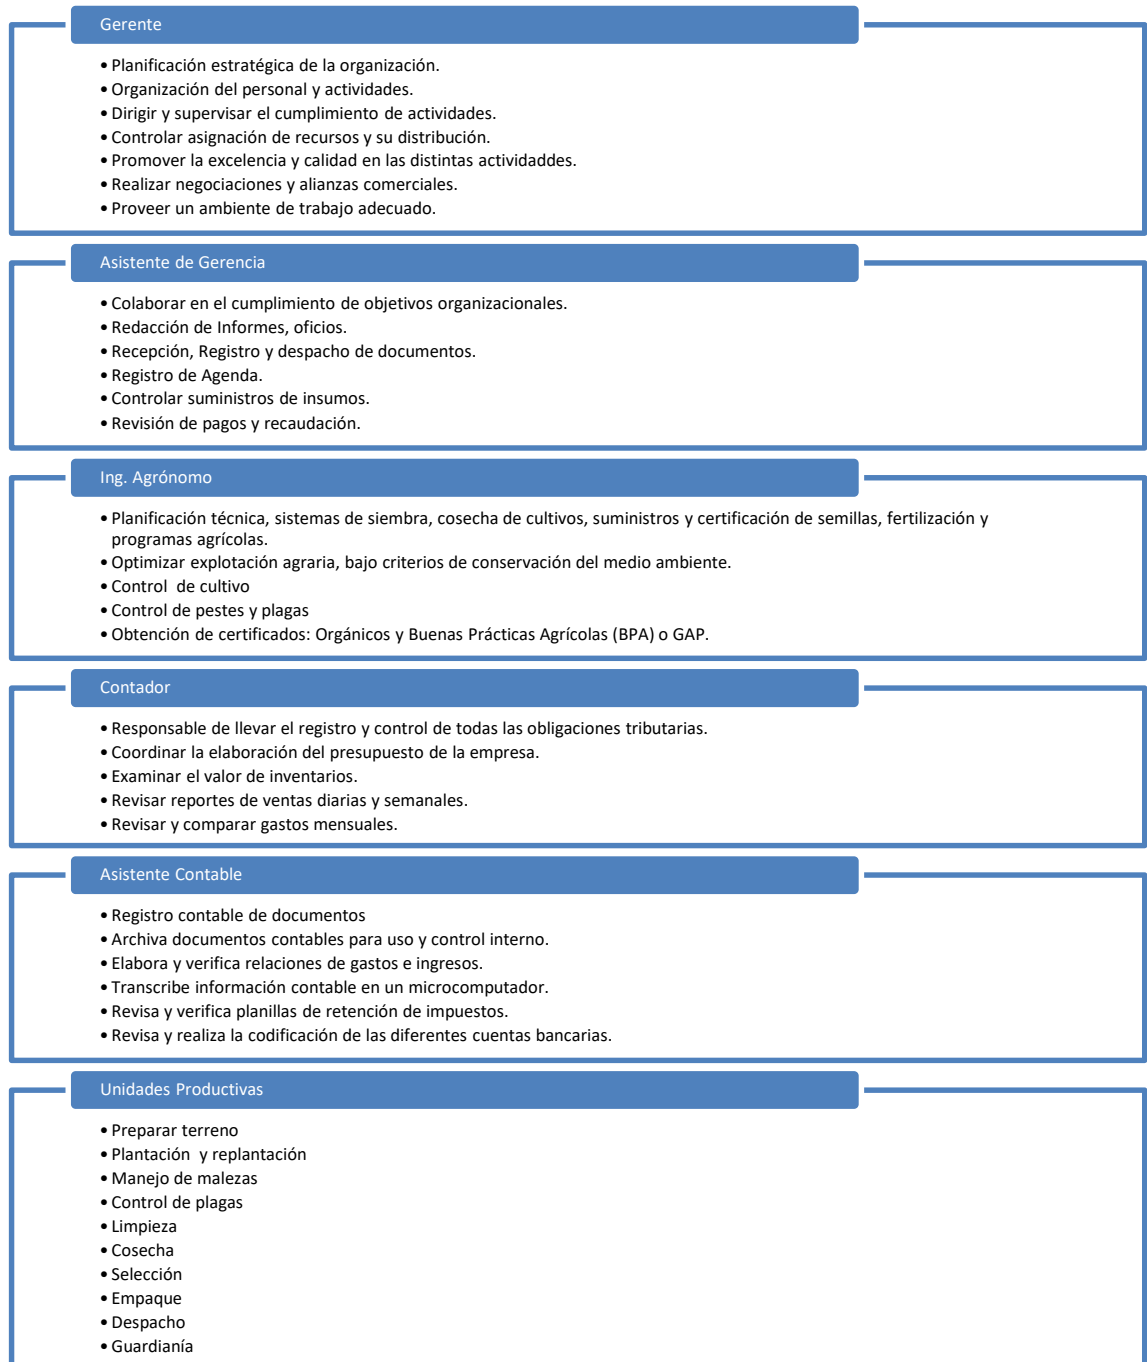 Gerente
• Planificación estratégica de la organización.
• Organización del personal y actividades.
• Dirigir y supervisar el cumplimiento de actividades.
• Controlar asignación de recursos y su distribución.
• Promover la excelencia y calidad en las distintas actividaddes.
• Realizar negociaciones y alianzas comerciales.
• Proveer un ambiente de trabajo adecuado.
Asistente de Gerencia
• Colaborar en el cumplimiento de objetivos organizacionales.
• Redacción de Informes, oficios.
• Recepción, Registro y despacho de documentos.
• Registro de Agenda.
• Controlar suministros de insumos.
• Revisión de pagos y recaudación.
Ing. Agrónomo
• Planificación técnica, sistemas de siembra, cosecha de cultivos, suministros y certificación de semillas, fertilización y
programas agrícolas.
• Optimizar explotación agraria, bajo criterios de conservación del medio ambiente.
• Control de cultivo
• Control de pestes y plagas
• Obtención de certificados: Orgánicos y Buenas Prácticas Agrícolas (BPA) o GAP.
Contador
• Responsable de llevar el registro y control de todas las obligaciones tributarias.
• Coordinar la elaboración del presupuesto de la empresa.
• Examinar el valor de inventarios.
• Revisar reportes de ventas diarias y semanales.
• Revisar y comparar gastos mensuales.
Asistente Contable
• Registro contable de documentos
• Archiva documentos contables para uso y control interno.
• Elabora y verifica relaciones de gastos e ingresos.
• Transcribe información contable en un microcomputador.
• Revisa y verifica planillas de retención de impuestos.
• Revisa y realiza la codificación de las diferentes cuentas bancarias.
Unidades Productivas
• Preparar terreno
• Plantación y replantación
• Manejo de malezas
• Control de plagas
• Limpieza
• Cosecha
• Selección
• Empaque
• Despacho
• Guardianía